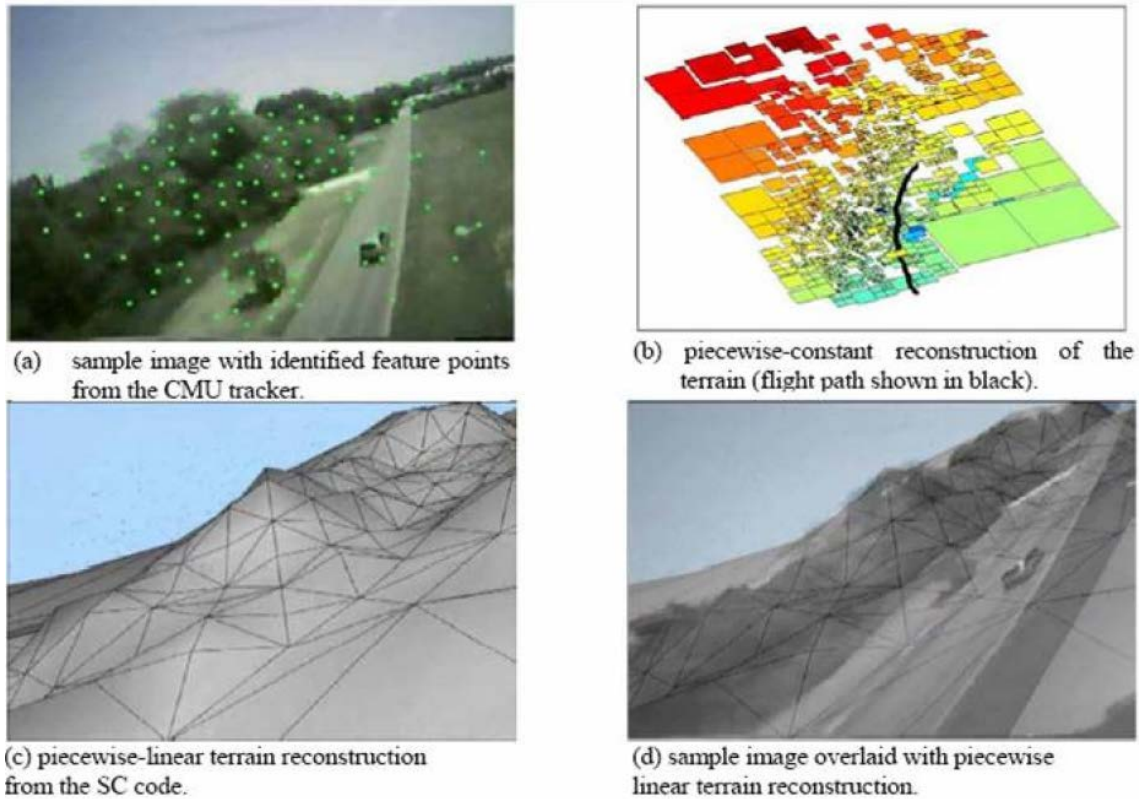 (a) sample image with identified feature points
from the CMU tracker.
(b) piecewise-constant reconstruction of the
terrain (flight path shown in black).
(c) piecewise-linear terrain reconstruction
from the SC code.
(d) sample image overlaid with piecewise
linear terrain reconstruction.